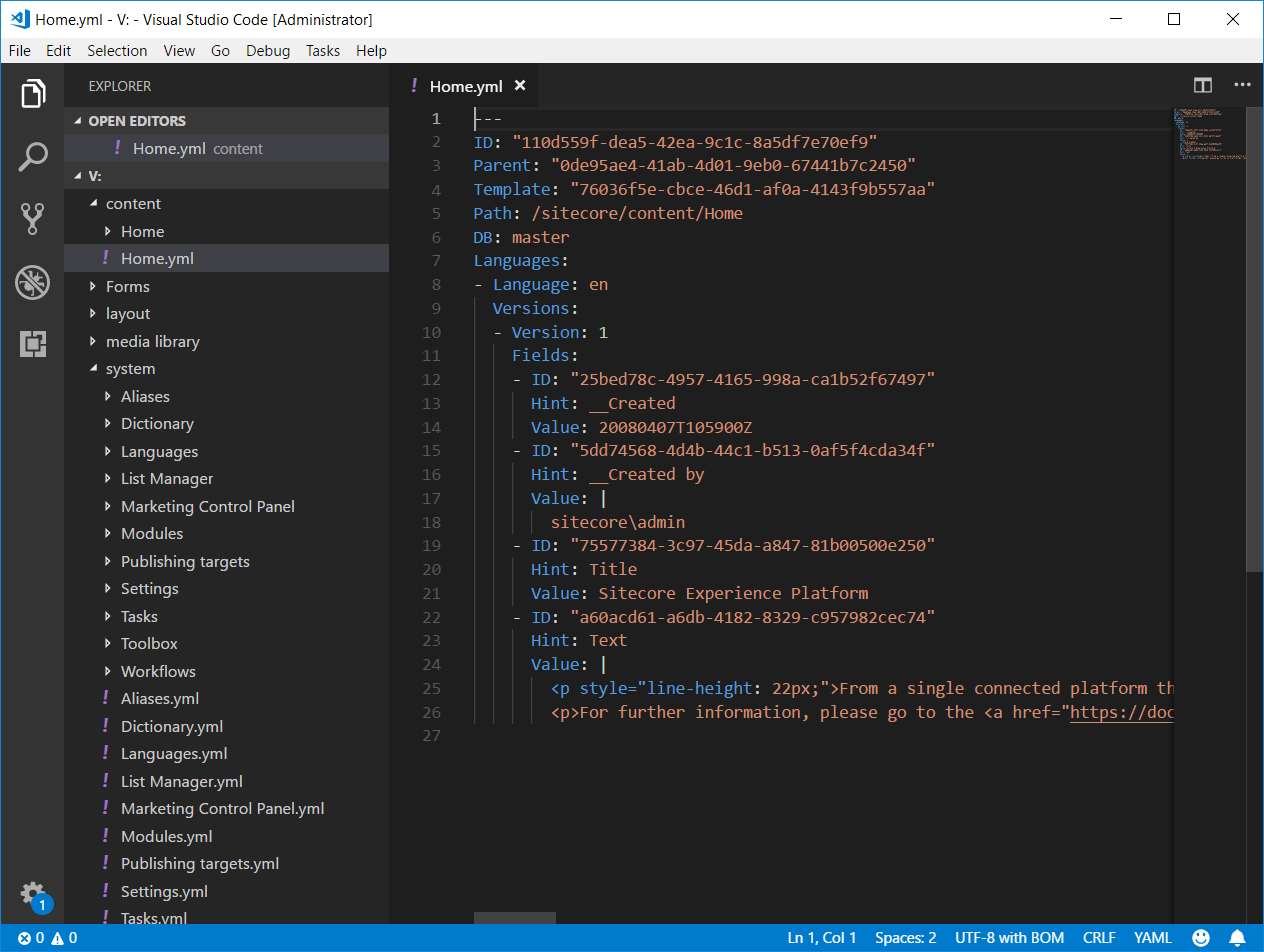 Home.yml - V: - Visual Studio Code [Administrator]
File Edit Selection View Go Debug Tasks Help
EXPLORER
OPEN EDITORS
! Home.yml content
V:
content
Home
! Home.yml
Forms
layout
media library
system
Aliases
Dictionary
Languages
List Manager
Marketing Control Panel
Modules
Publishing targets
Settings
Tasks
Toolbox
Workflows
! Aliases.yml
! Dictionary.yml
! Languages.yml
! List Manager.yml
! Marketing Control Panel.yml
! Modules.yml
! Publishing targets.yml
! Settings.yml
! Tasks.yml
1
! Home.yml
1 ---
2 ID: "110d559f-dea5-42ea-9c1c-8a5df7e70ef9"
3 Parent: "0de95ae4-41ab-4d01-9eb0-67441b7c2450"
4 Template: "76036f5e-cbce-46d1-af0a-4143f9b557aa"
5 Path: /sitecore/content/Home
6 DB: master
7 Languages:
8 - Language: en
9 Versions:
10 - Version: 1
11 Fields:
12 - ID: "25bed78c-4957-4165-998a-ca1b52f67497"
13 Hint: __Created
14 Value: 20080407T105900Z
15 - ID: "5dd74568-4d4b-44c1-b513-0af5f4cda34f"
16 Hint: __Created by
17 Value: |
18 sitecore\admin
19 - ID: "75577384-3c97-45da-a847-81b00500e250"
20 Hint: Title
21 Value: Sitecore Experience Platform
22 - ID: "a60acd61-a6db-4182-8329-c957982cec74"
23 Hint: Text
24 Value: |
25 <p style="line-height: 22px;">From a single connected platform th
26 <p>For further information, please go to the <a href="https://doc
27
0 0 Ln 1, Col 1 Spaces: 2 UTF-8 with BOM CRLF YAML